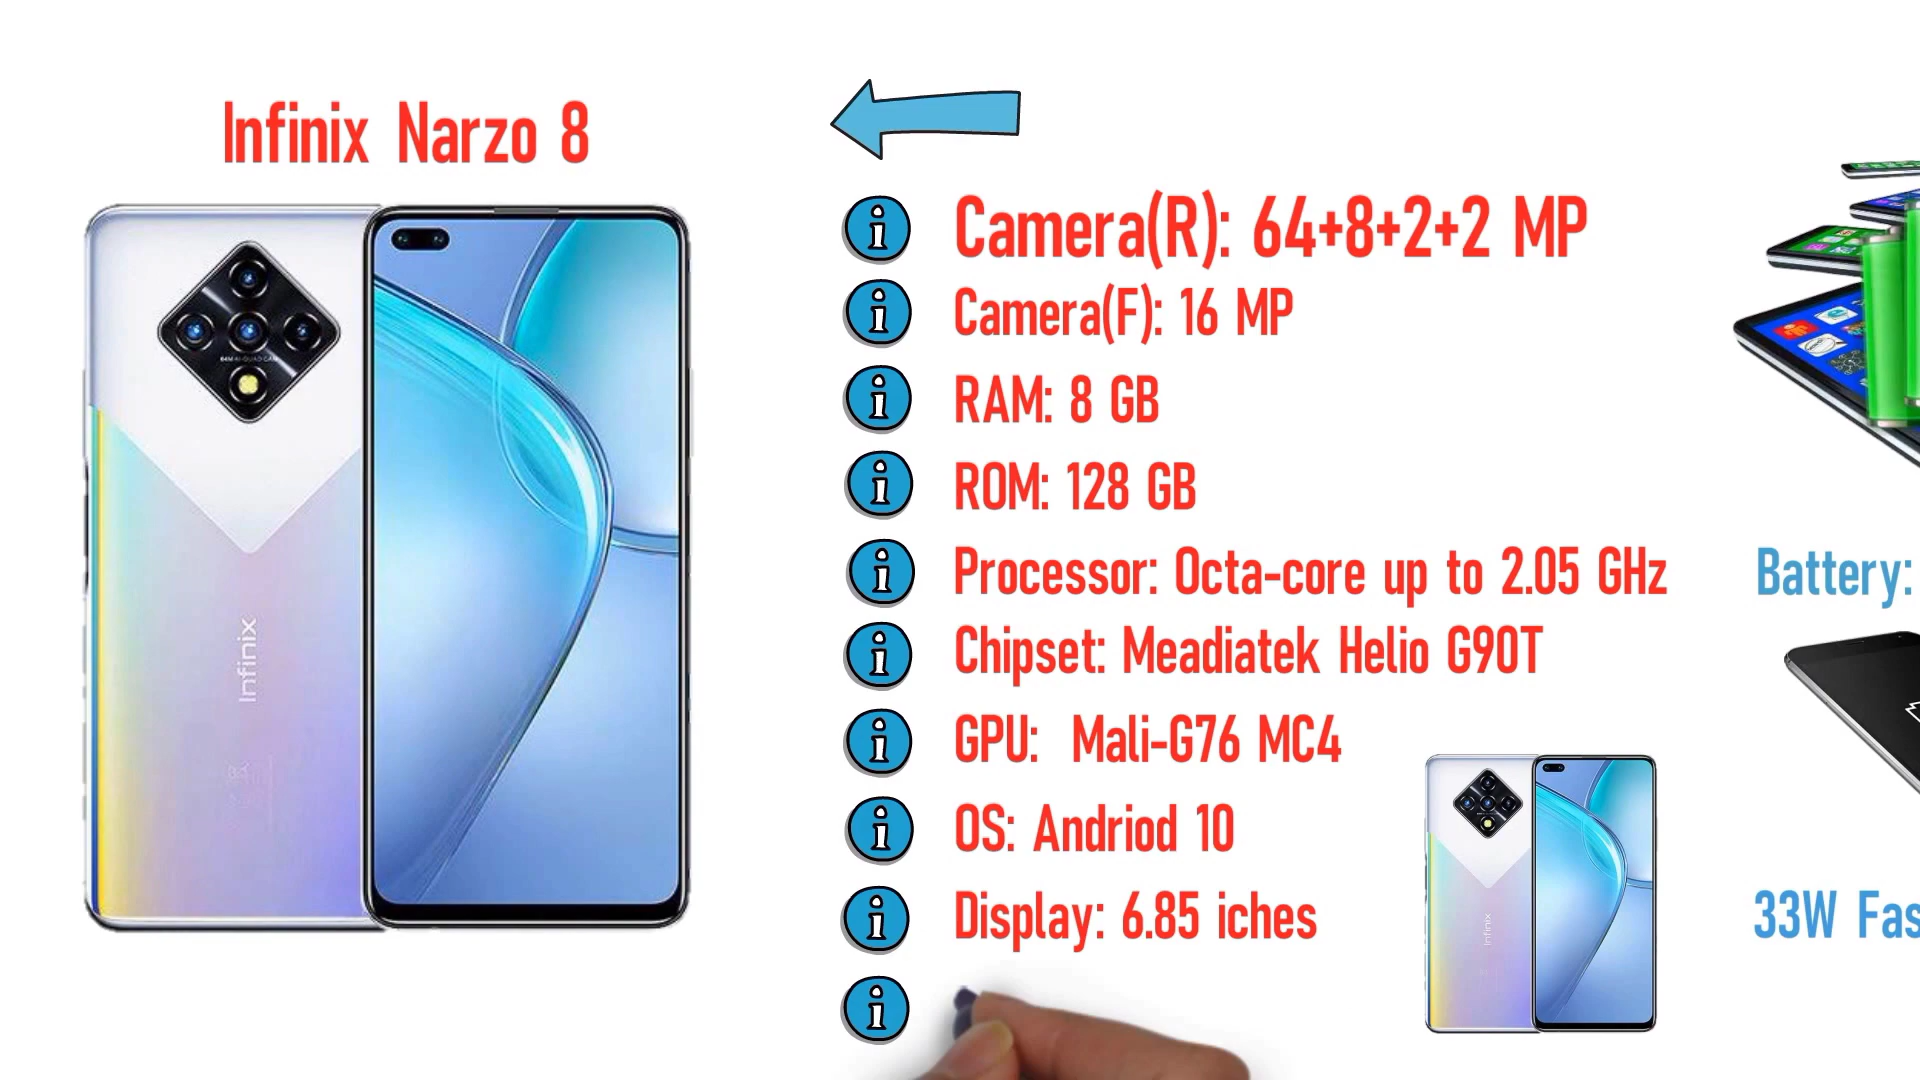 Infinix Narzo 8
Camera(R): 64+8+2+2 MP
Camera(F): 16 MP
RAM: 8 GB
ROM: 128 GB
Processor: Octa-core up to 2.05 GHz
Chipset: Meadiatek Helio G90T
GPU: Mali-G76 MC4
OS: Andriod 10
Display: 6.85 iches
Infinix
Infinix
Battery:
33W Fas